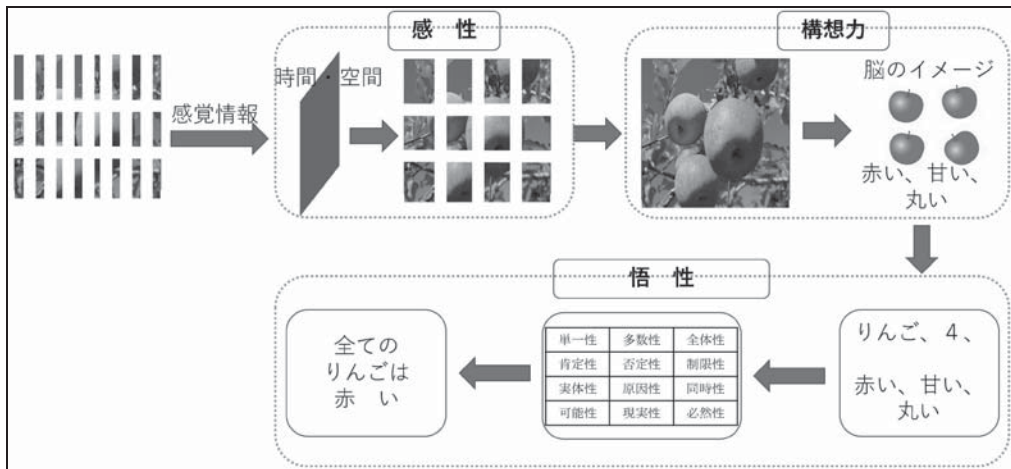 感 性
構想力
時間・空間
感覚情報
脳のイメージ
赤い、甘い、
丸い
悟 性
全ての
りんごは
赤 い
単一性 多数性 全体性
肯定性 否定性 制限性
実体性 原因性 同時性
可能性 現実性 必然性
りんご、4、
赤い、甘い、
丸い